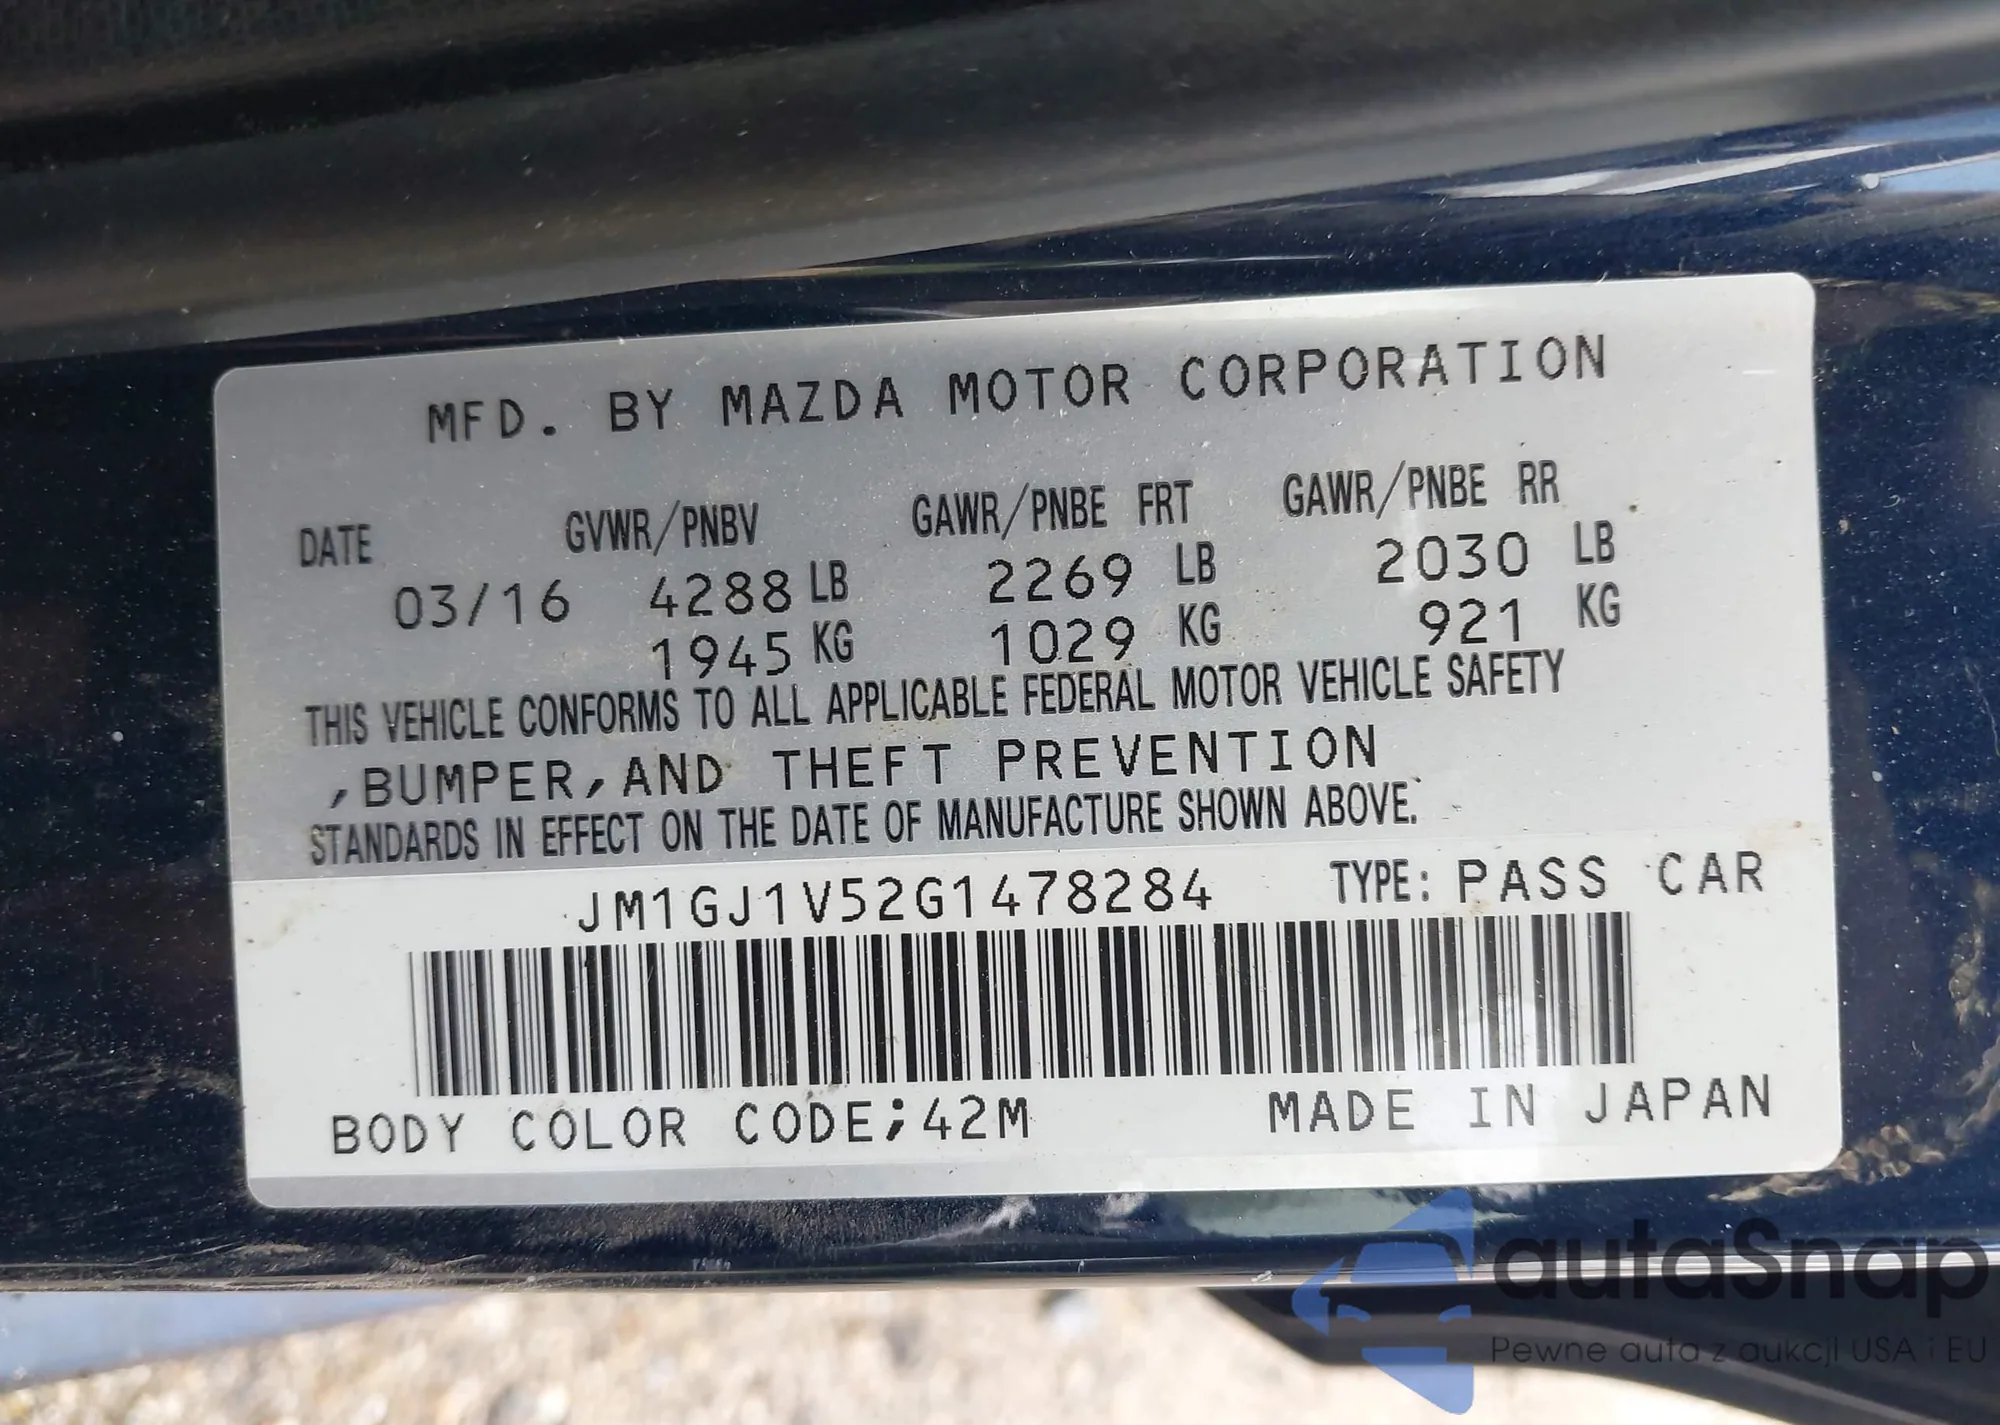 MFD. BY MAZDA MOTOR CORPORATION
DATE GVWR/PNBV GAWR/PNBE FRT GAWR/PNBE RR
03/16 4288 LB 2269 LB 2030 LB
1945 KG 1029 KG 921 KG
THIS VEHICLE CONFORMS TO ALL APPLICABLE FEDERAL MOTOR VEHICLE SAFETY
,BUMPER,AND THEFT PREVENTION
STANDARDS IN EFFECT ON THE DATE OF MANUFACTURE SHOWN ABOVE.
JM1GJ1V52G1478284 TYPE: PASS CAR
BODY COLOR CODE;42M MADE IN JAPAN
autaSnap
Pewne auta z aukcji USA i EU